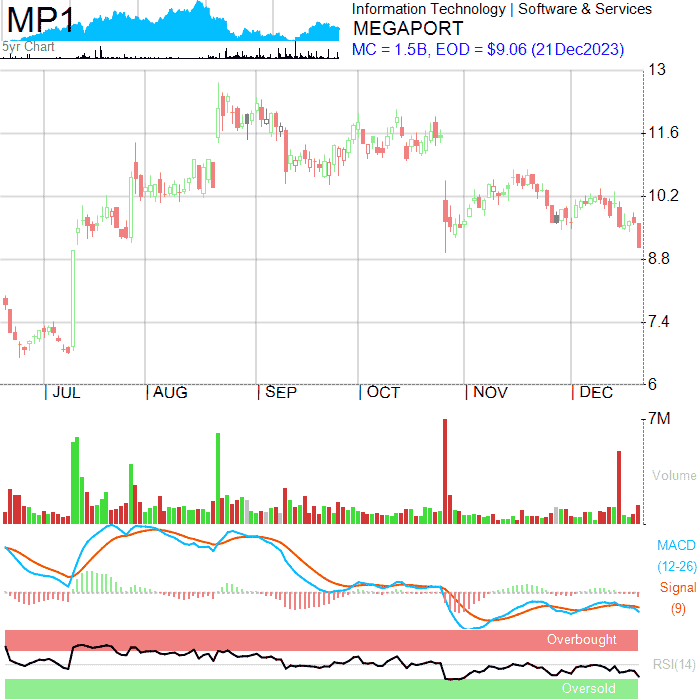 MP1
5yr Chart
Information Technology | Software & Services
MEGAPORT
MC = 1.5B, EOD = $9.06 (21Dec2023)
13
11.6
10.2
8.8
7.4
6
JUL
AUG
SEP
OCT
NOV
DEC
7M
Volume
MACD
(12-26)
Signal
(9)
Overbought
RSI(14)
Oversold